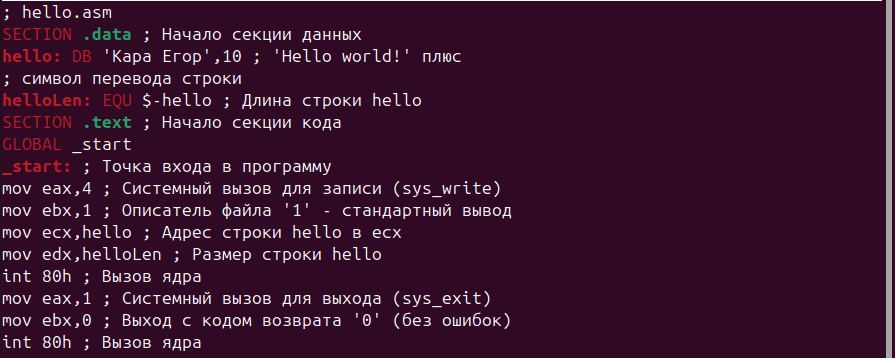 ; hello.asm
SECTION .data ; Начало секции данных
hello: DB 'Кара Егор',10 ; 'Hello world!' плюс
; символ перевода строки
helloLen: EQU $-hello ; Длина строки hello
SECTION .text ; Начало секции кода
GLOBAL _start
_start: ; Точка входа в программу
mov eax,4 ; Системный вызов для записи (sys_write)
mov ebx,1 ; Описатель файла '1' - стандартный вывод
mov ecx,hello ; Адрес строки hello в ecx
mov edx,helloLen ; Размер строки hello
int 80h ; Вызов ядра
mov eax,1 ; Системный вызов для выхода (sys_exit)
mov ebx,0 ; Выход с кодом возврата '0' (без ошибок)
int 80h ; Вызов ядра